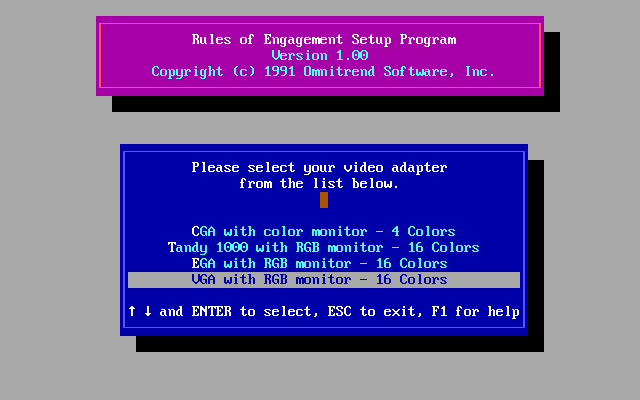 Rules of Engagement Setup Program
Version 1.00
Copyright (c) 1991 Omnitrend Software, Inc.
Please select your video adapter
from the list below.
CGA with color monitor - 4 Colors
Tandy 1000 with RGB monitor - 16 Colors
EGA with RGB monitor - 16 Colors
VGA with RGB monitor - 16 Colors
↑ ↓ and ENTER to select, ESC to exit, F1 for help